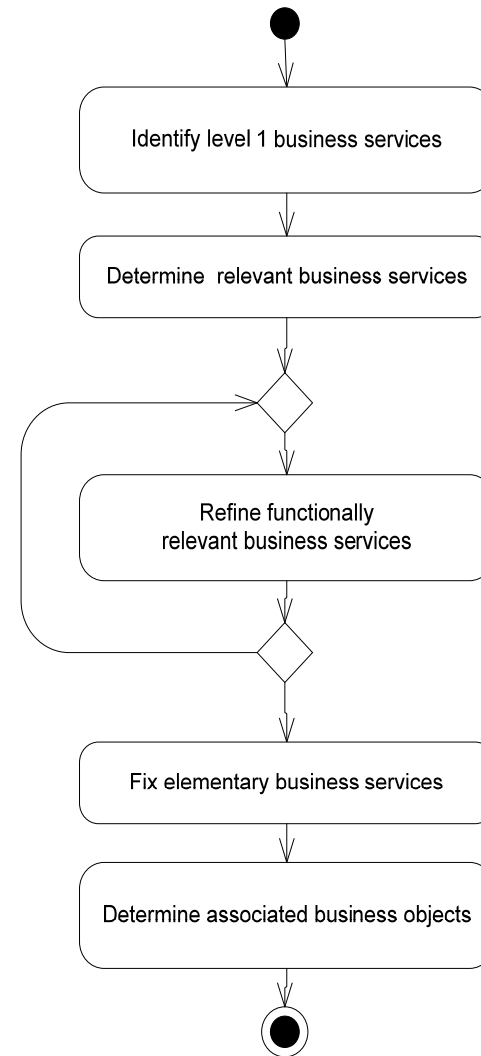 Identify level 1 business services
Determine relevant business services
Refine functionally
relevant business services
Fix elementary business services
Determine associated business objects